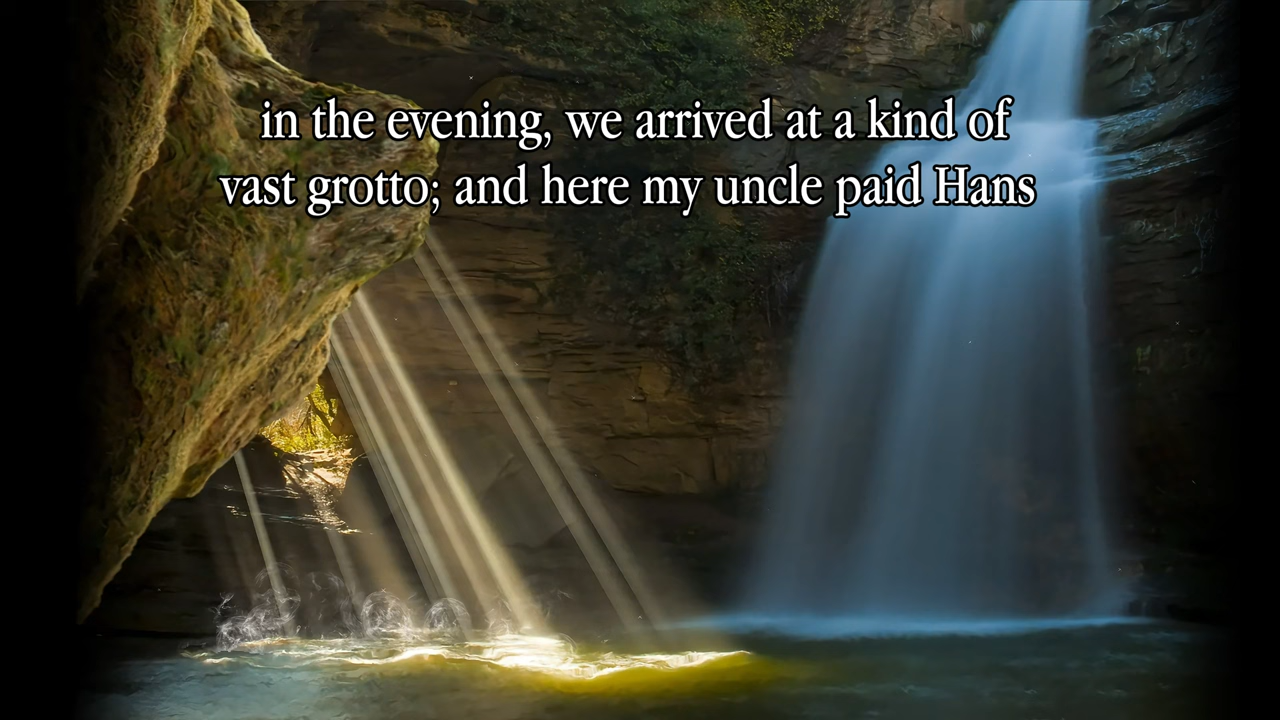 in the evening, we arrived at a kind of
vast grotto; and here my uncle paid Hans